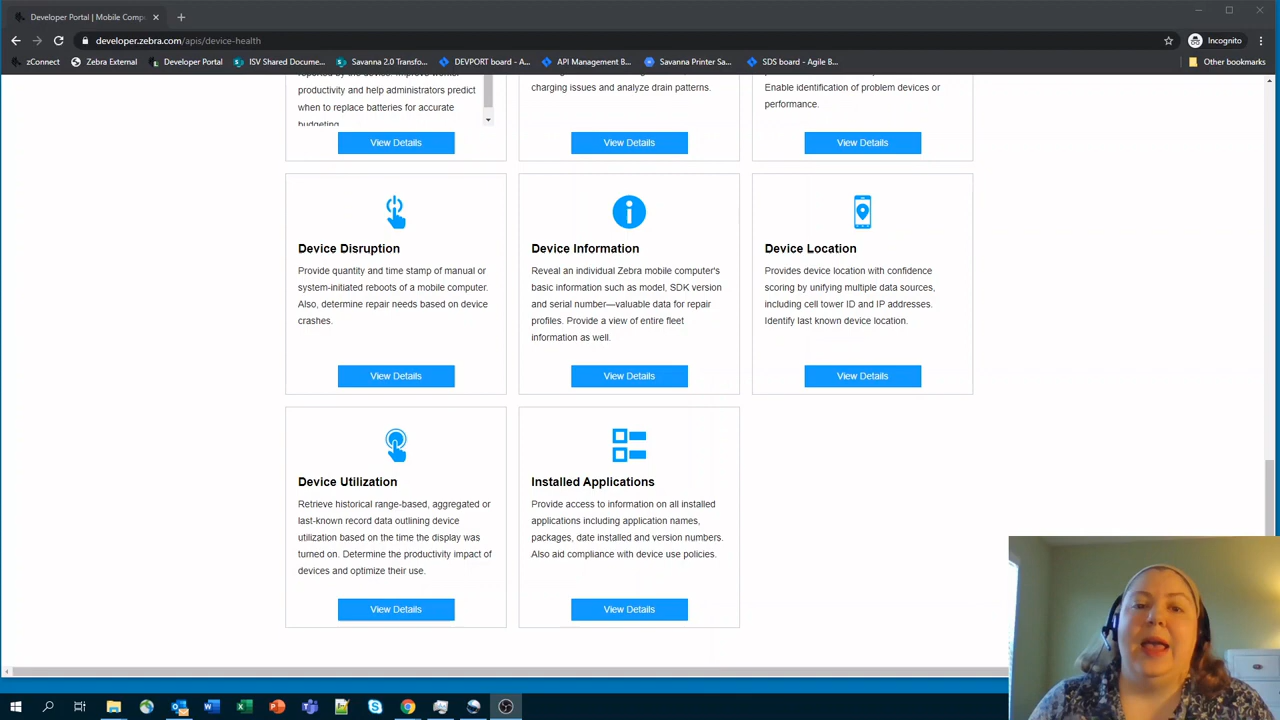 Developer Portal | Mobile Comp
developer.zebra.com/apis/device-health
Incognito
zConnect
Zebra External
Developer Portal
ISV Shared Docume...
Savanna 2.0 Transfo...
DEVPORT board - A...
API Management B...
Savanna Printer Sa...
SDS board - Agile B...
Other bookmarks
reported by the device. Improve worker
productivity and help administrators predict
when to replace batteries for accurate
budgeting.
View Details
charging issues and analyze drain patterns.
View Details
Enable identification of problem devices or
performance.
View Details
Device Disruption
Provide quantity and time stamp of manual or
system-initiated reboots of a mobile computer.
Also, determine repair needs based on device
crashes.
View Details
Device Information
Reveal an individual Zebra mobile computer's
basic information such as model, SDK version
and serial number—valuable data for repair
profiles. Provide a view of entire fleet
information as well.
View Details
Device Location
Provides device location with confidence
scoring by unifying multiple data sources,
including cell tower ID and IP addresses.
Identify last known device location.
View Details
Device Utilization
Retrieve historical range-based, aggregated or
last-known record data outlining device
utilization based on the time the display was
turned on. Determine the productivity impact of
devices and optimize their use.
View Details
Installed Applications
Provide access to information on all installed
applications including application names,
packages, date installed and version numbers.
Also aid compliance with device use policies.
View Details